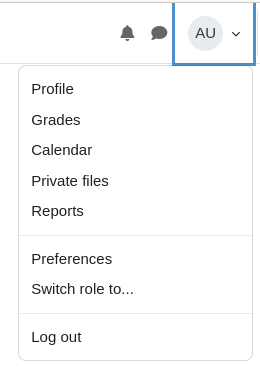 AU
Profile
Grades
Calendar
Private files
Reports
Preferences
Switch role to...
Log out